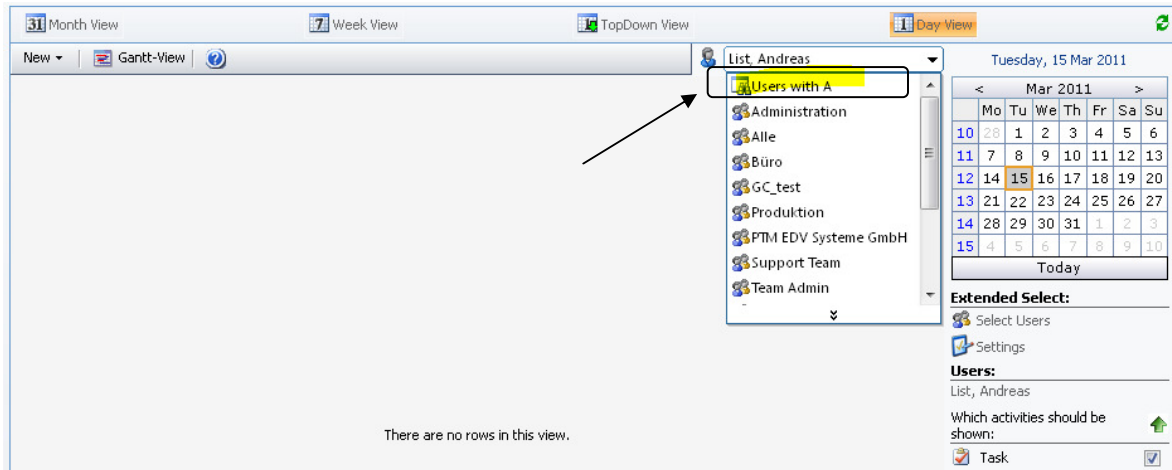 31 Month View 7 Week View 1 TopDown View 1 Day View
New Gantt-View ? List, Andreas
Users with A
Administration
Alle
Büro
GC_test
Produktion
PTM EDV Systeme GmbH
Support Team
Team Admin
There are no rows in this view.
Tuesday, 15 Mar 2011
< Mar 2011 >
Mo Tu We Th Fr Sa Su
10 28 1 2 3 4 5 6
11 7 8 9 10 11 12 13
12 14 15 16 17 18 19 20
13 21 22 23 24 25 26 27
14 28 29 30 31 1 2 3
15 4 5 6 7 8 9 10
Today
Extended Select:
Select Users
Settings
Users:
List, Andreas
Which activities should be
shown:
Task